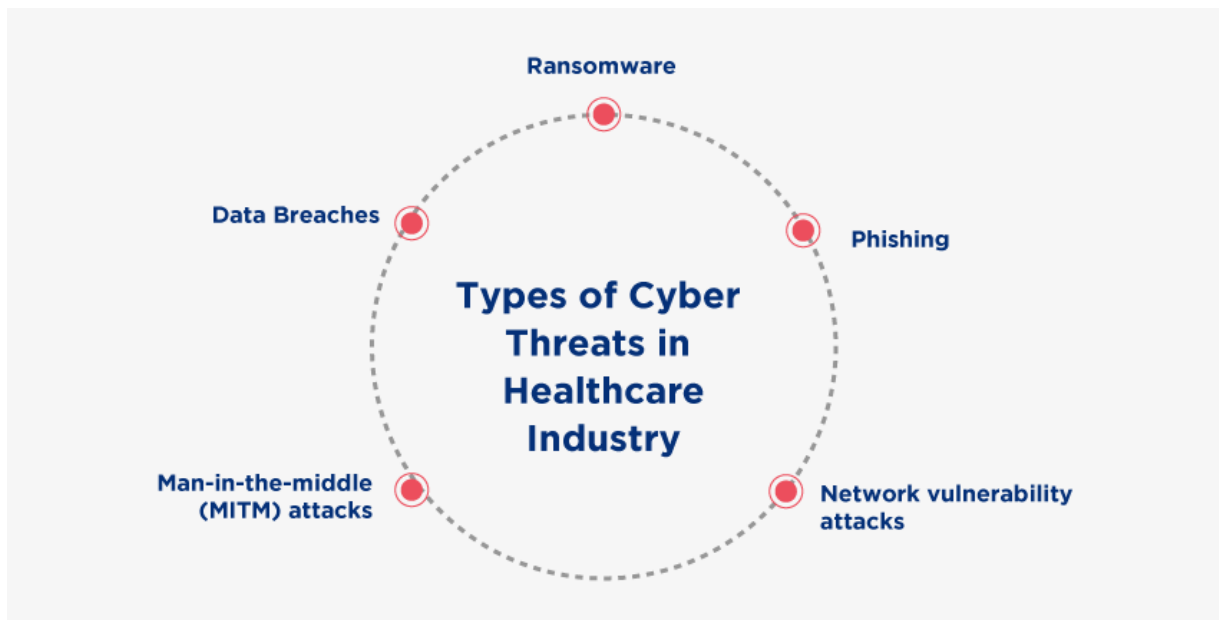 Ransomware
Data Breaches
Phishing
Types of Cyber
Threats in
Healthcare
Industry
Man-in-the-middle
(MITM) attacks
Network vulnerability
attacks